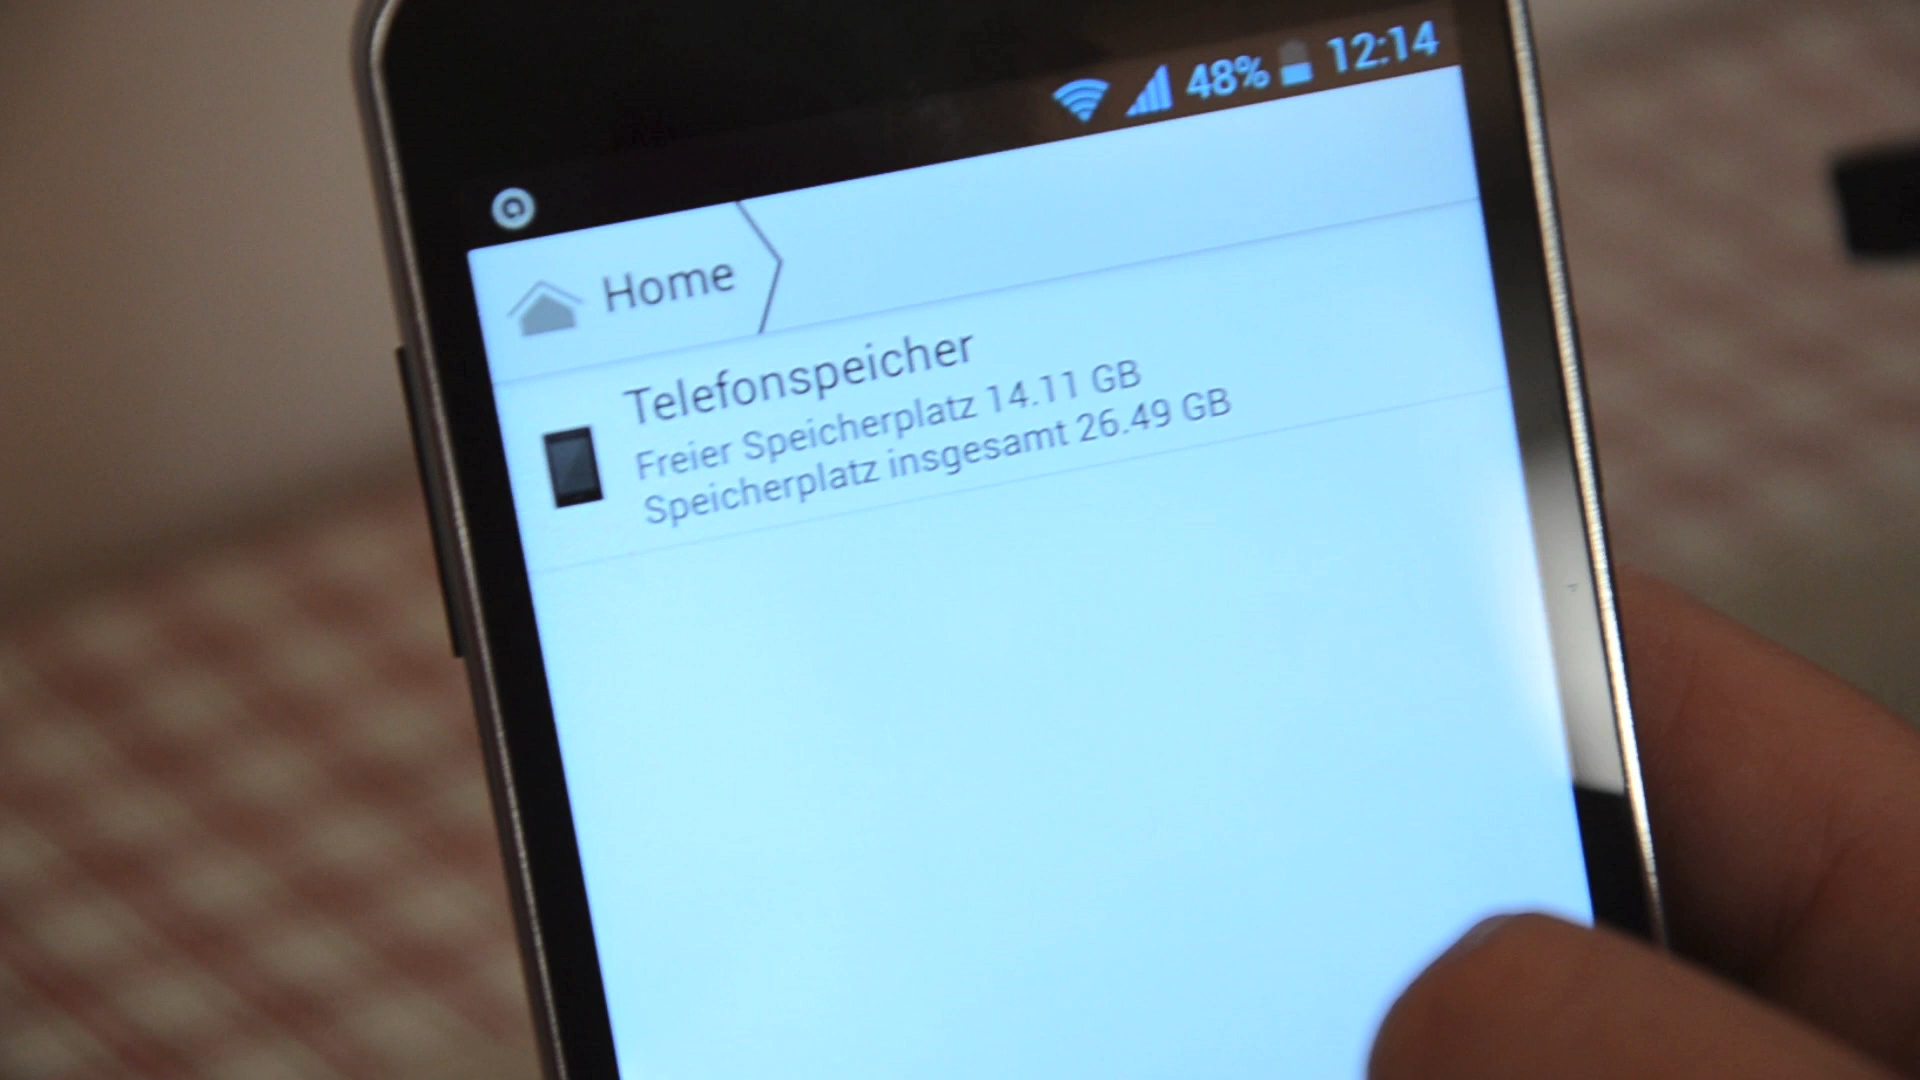 48% 12:14
Home
Telefonspeicher
Freier Speicherplatz 14.11 GB
Speicherplatz insgesamt 26.49 GB